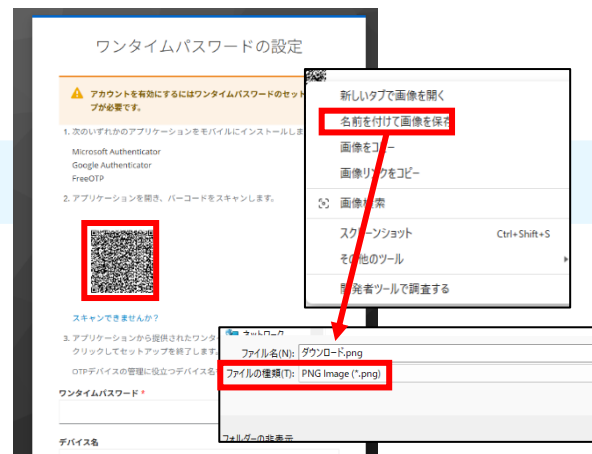 ワンタイムパスワードの設定
アカウントを有効にするにはワンタイムパスワードのセット
プが必要です。
1. 次のいずれかのアプリケーションをモバイルにインストールしま
Microsoft Authenticator
Google Authenticator
FreeOTP
2. アプリケーションを開き、バーコードをスキャンします。
スキャンできませんか?
3. アプリケーションから提供されたワンタ
クリックしてセットアップを終了します。
OTPデバイスの管理に役立つデバイス名
ワンタイムパスワード *
デバイス名
新しいタブで画像を開く
名前を付けて画像を保存
画像をコピー
画像リンクをコピー
画像検索
スクリーンショット Ctrl+Shift+S
その他のツール
開発者ツールで調査する
ネットワーク
ファイル名(N): ダウンロード.png
ファイルの種類(T): PNG Image (*.png)
フォルダーの非表示